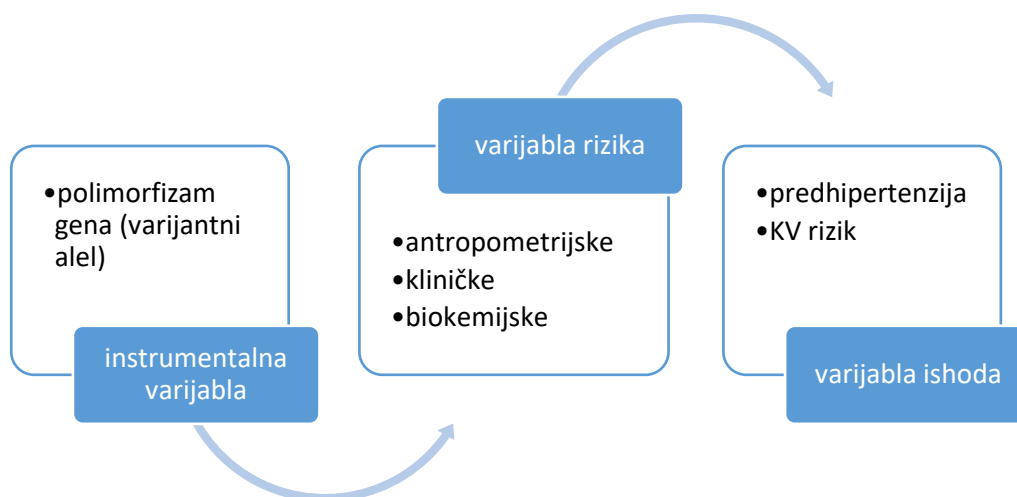 •polimorfizam
gena (varijantni
alel)
instrumentalna
varijabla
varijabla rizika
•antropometrijske
•kliničke
•biokemijske
•predhipertenzija
•KV rizik
varijabla ishoda